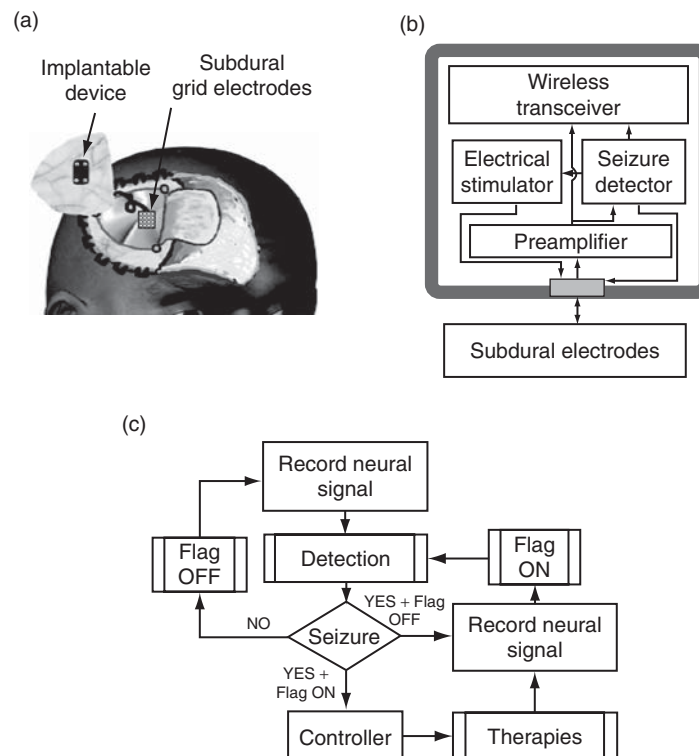 (a)
Implantable
device
Subdural
grid electrodes
(b)
Wireless
transceiver
Electrical
stimulator
Seizure
detector
Preamplifier
Subdural electrodes
(c)
Record neural
signal
Flag
OFF
Detection
Flag
ON
NO
Seizure
YES + Flag
OFF
Record neural
signal
YES +
Flag ON
Controller
Therapies